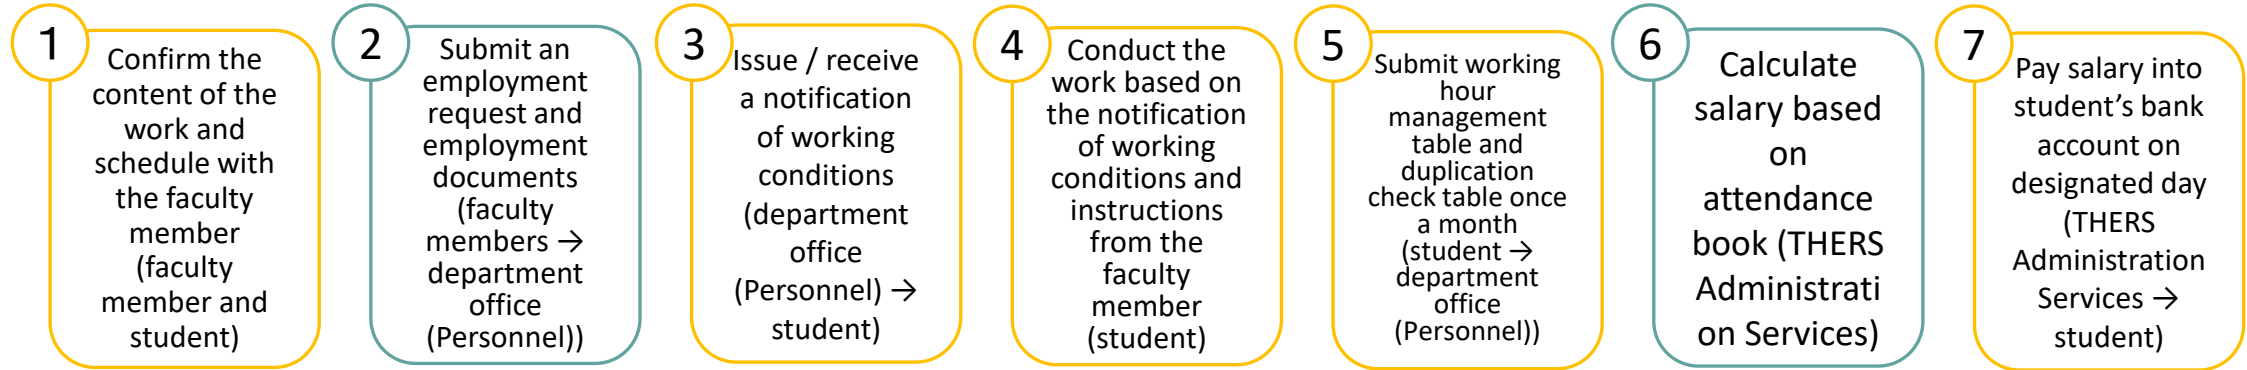 1
Confirm the
content of the
work and
schedule with
the faculty
member
(faculty
member and
student)
2
Submit an
employment
request and
employment
documents
(faculty
members →
department
office
(Personnel))
3
Issue / receive
a notification
of working
conditions
(department
office
(Personnel) →
student)
4
Conduct the
work based on
the notification
of working
conditions and
instructions
from the
faculty
member
(student)
5
Submit working
hour
management
table and
duplication
check table once
a month
(student →
department
office
(Personnel))
6
Calculate
salary based
on
attendance
book (THERS
Administrati
on Services)
7
Pay salary into
student’s bank
account on
designated day
(THERS
Administration
Services →
student)